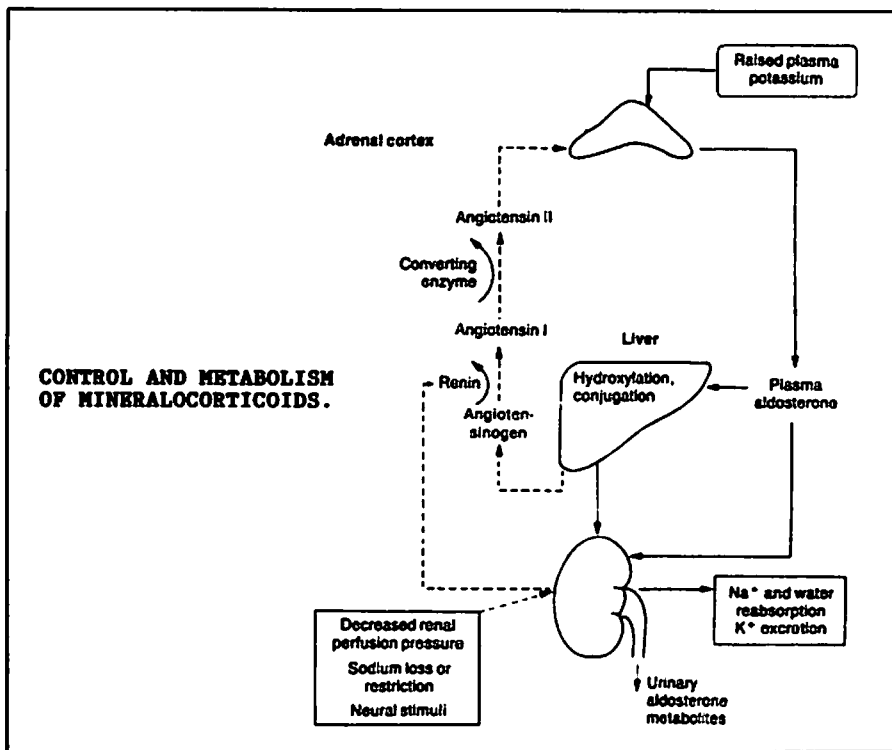 Raised plasma
potassium
Adrenal cortex
Angiotensin II
Converting
enzyme
Angiotensin I
Liver
CONTROL AND METABOLISM
OF MINERALOCORTICOIDS.
Renin
Hydroxylation,
conjugation
Plasma
aldosterone
Angioten-
sinogen
Decreased renal
perfusion pressure
Sodium loss or
restriction
Neural stimuli
Na+ and water
reabsorption
K+ excretion
Urinary
aldosterone
metabolites